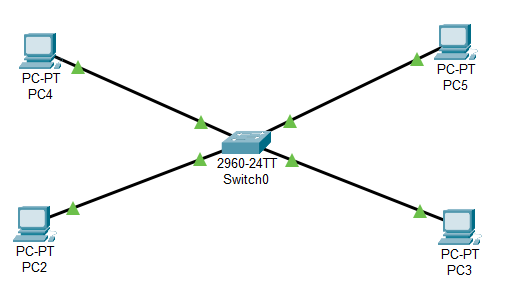 PC-PT
PC4
PC-PT
PC5
2960-24TT
Switch0
PC-PT
PC2
PC-PT
PC3